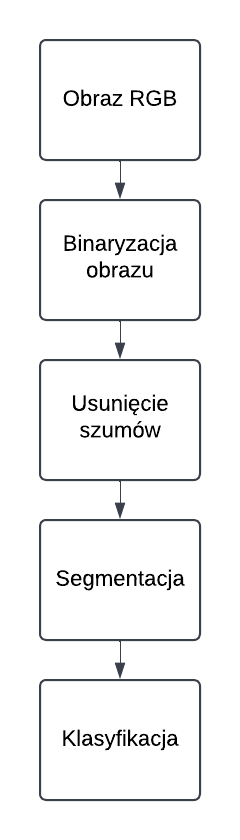 Obraz RGB
Binaryzacja
obrazu
Usunięcie
szumów
Segmentacja
Klasyfikacja